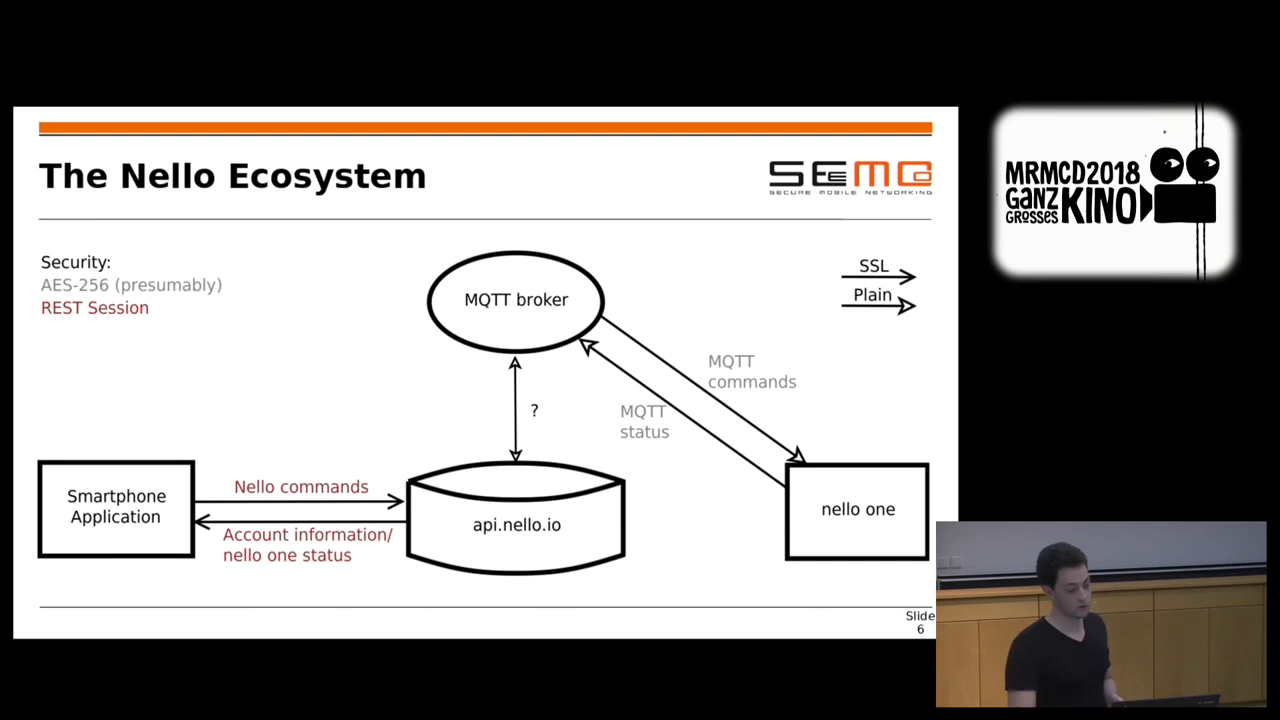 The Nello Ecosystem
SEEMOO
SECURE MOBILE NETWORKING
Security:
AES-256 (presumably)
REST Session
MQTT broker
SSL
Plain
MQTT
commands
?
MQTT
status
Smartphone
Application
Nello commands
Account information/
nello one status
api.nello.io
nello one
Slide
6
MRMCD2018
GANZ
GROSSES
KINO